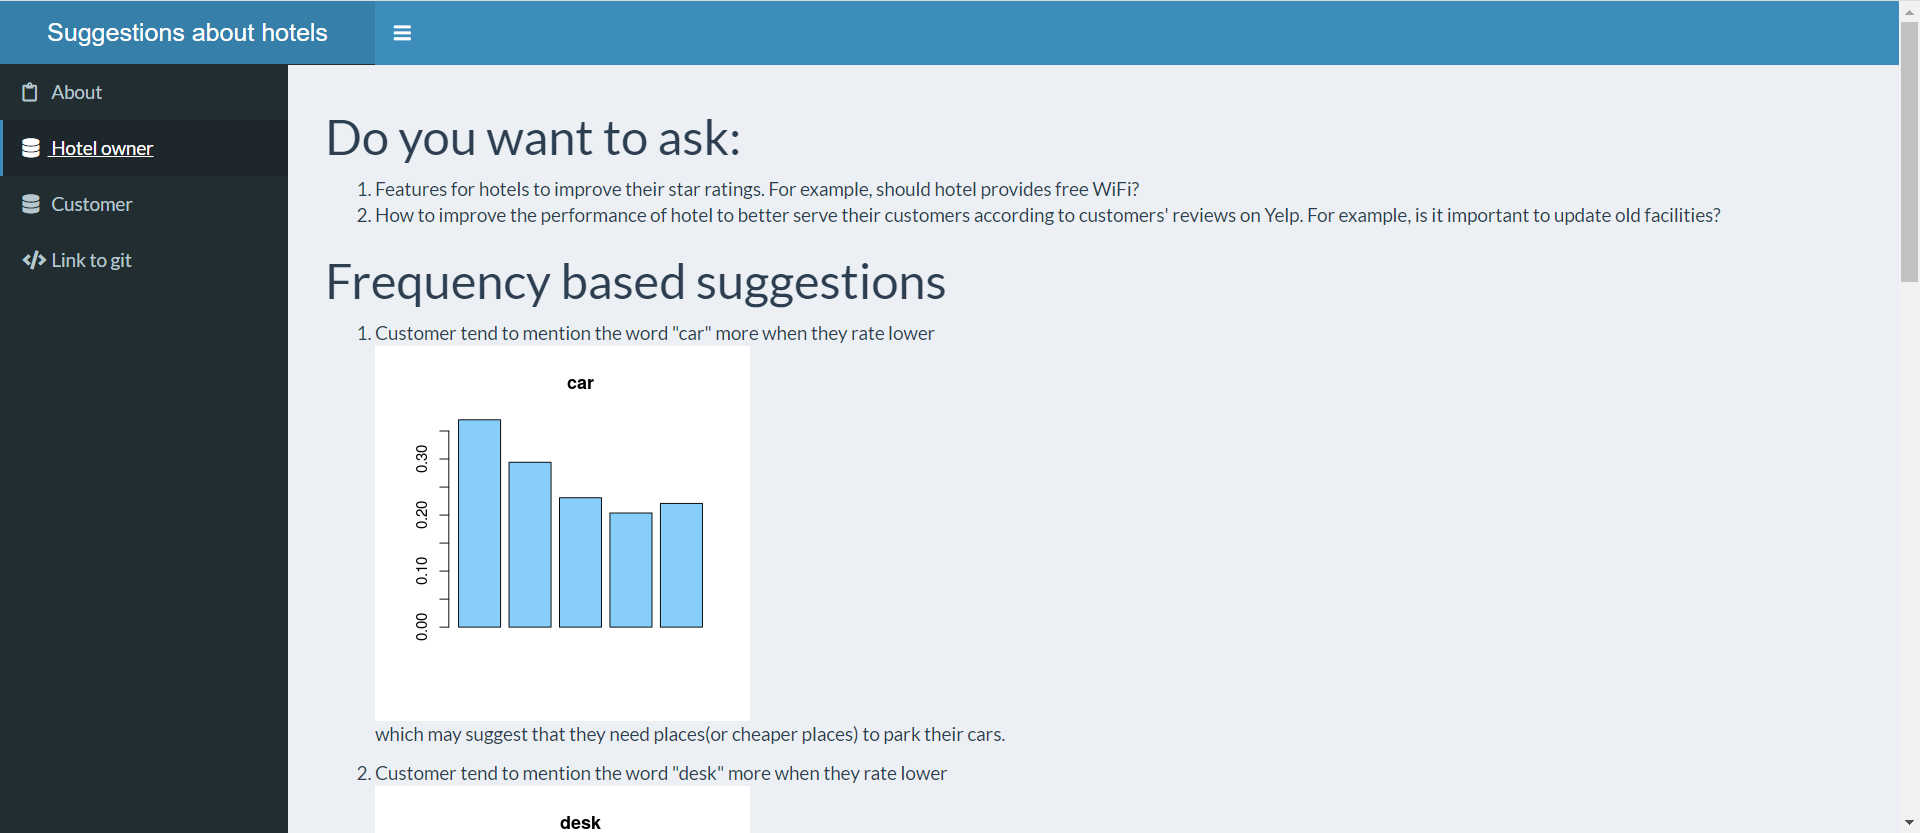 Suggestions about hotels
About
Hotel owner
Customer
Link to git
Do you want to ask:
1. Features for hotels to improve their star ratings. For example, should hotel provides free WiFi?
2. How to improve the performance of hotel to better serve their customers according to customers' reviews on Yelp. For example, is it important to update old facilities?
Frequency based suggestions
1. Customer tend to mention the word "car" more when they rate lower
car
0.30
0.20
0.10
0.00
which may suggest that they need places(or cheaper places) to park their cars.
2. Customer tend to mention the word "desk" more when they rate lower
desk